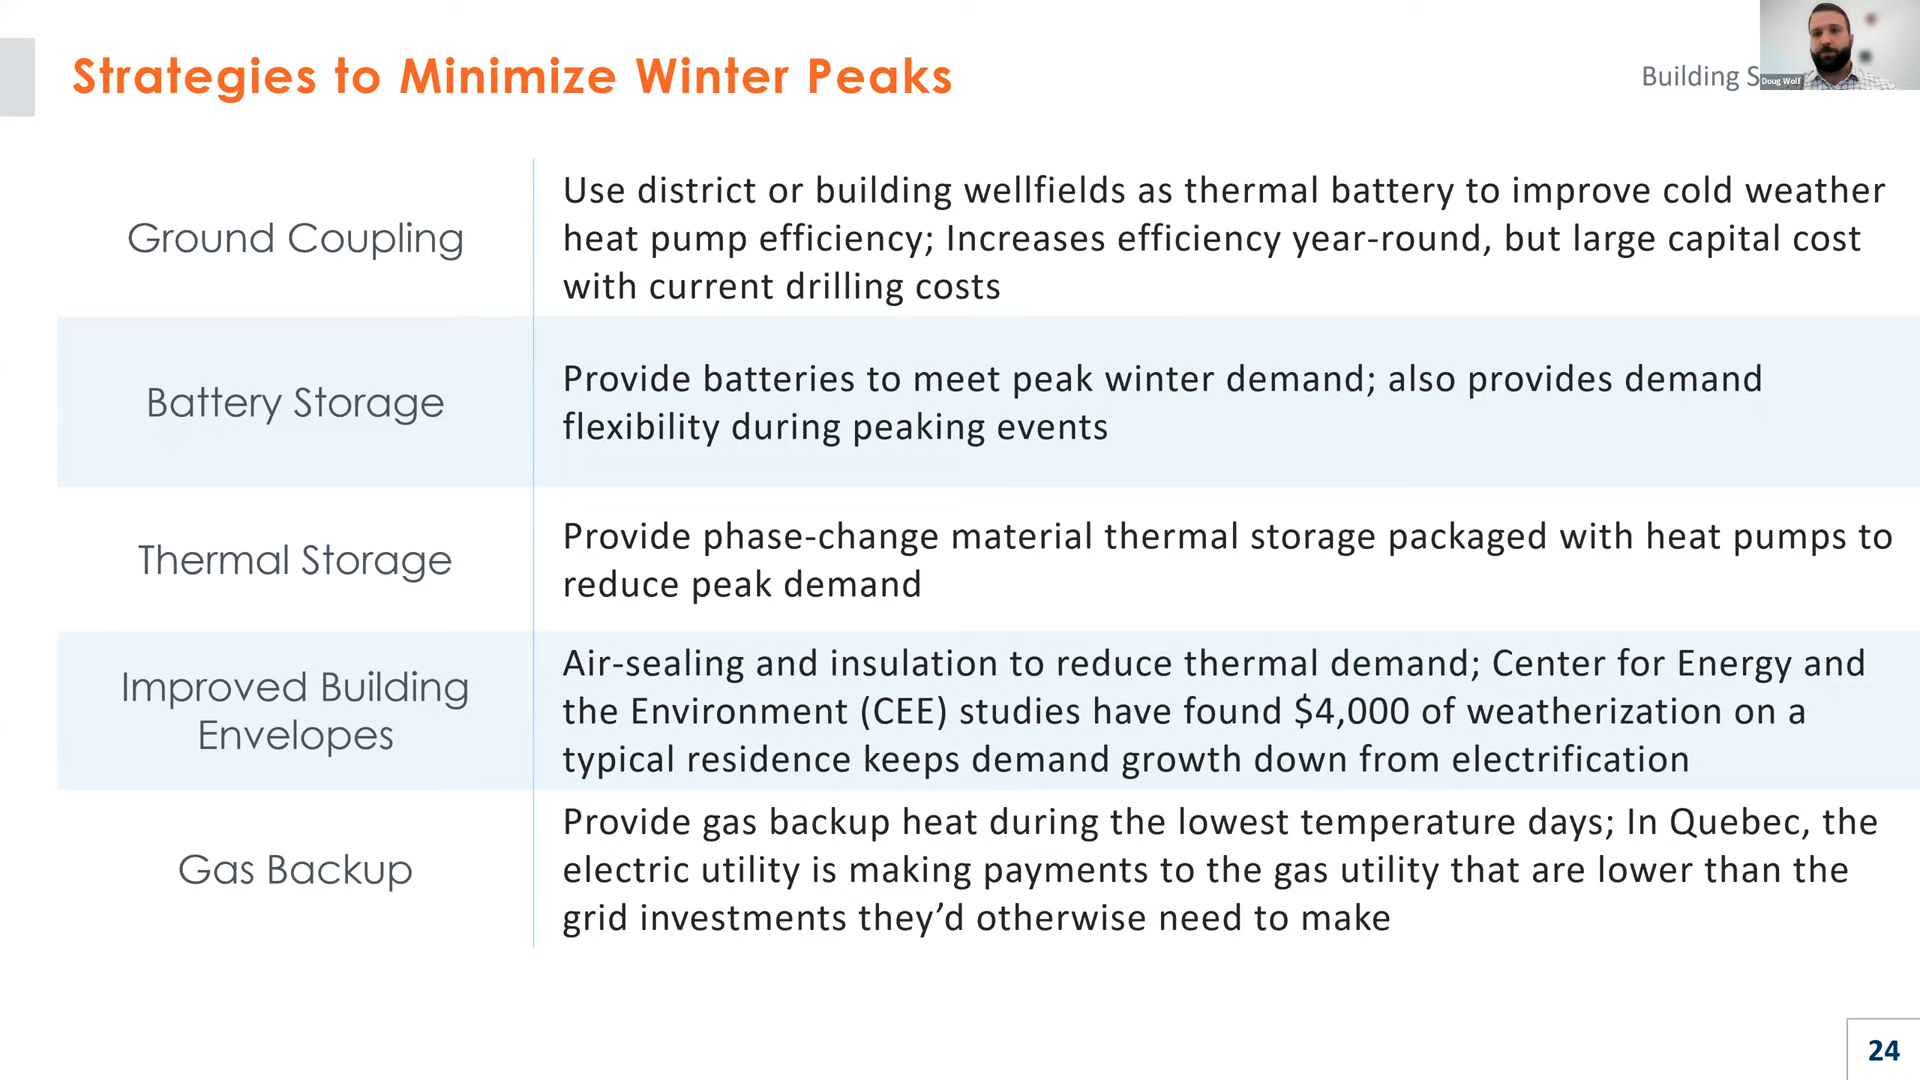 Strategies to Minimize Winter Peaks
Building
Doug Wolf
Ground Coupling
Use district or building wellfields as thermal battery to improve cold weather
heat pump efficiency; Increases efficiency year-round, but large capital cost
with current drilling costs
Battery Storage
Provide batteries to meet peak winter demand; also provides demand
flexibility during peaking events
Thermal Storage
Provide phase-change material thermal storage packaged with heat pumps to
reduce peak demand
Improved Building
Envelopes
Air-sealing and insulation to reduce thermal demand; Center for Energy and
the Environment (CEE) studies have found $4,000 of weatherization on a
typical residence keeps demand growth down from electrification
Gas Backup
Provide gas backup heat during the lowest temperature days; In Quebec, the
electric utility is making payments to the gas utility that are lower than the
grid investments they’d otherwise need to make
24